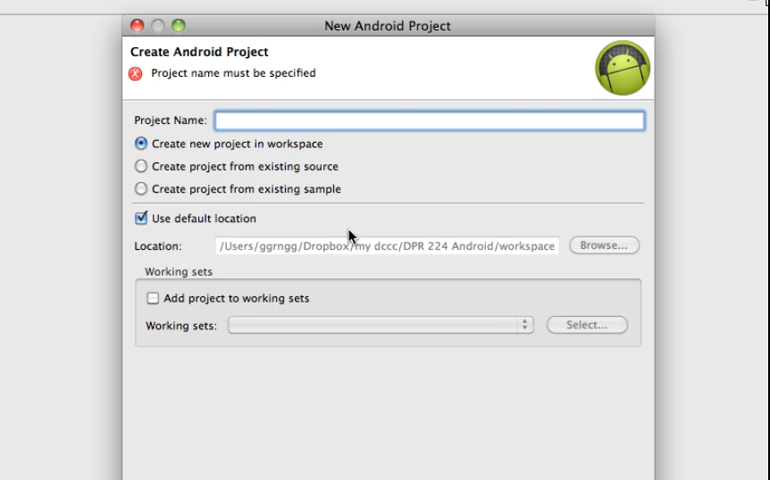 New Android Project
Create Android Project
Project name must be specified
Project Name:
Create new project in workspace
Create project from existing source
Create project from existing sample
Use default location
Location: /Users/ggrngg/Dropbox/my dccc/DPR 224 Android/workspace Browse...
Working sets
Add project to working sets
Working sets: Select...